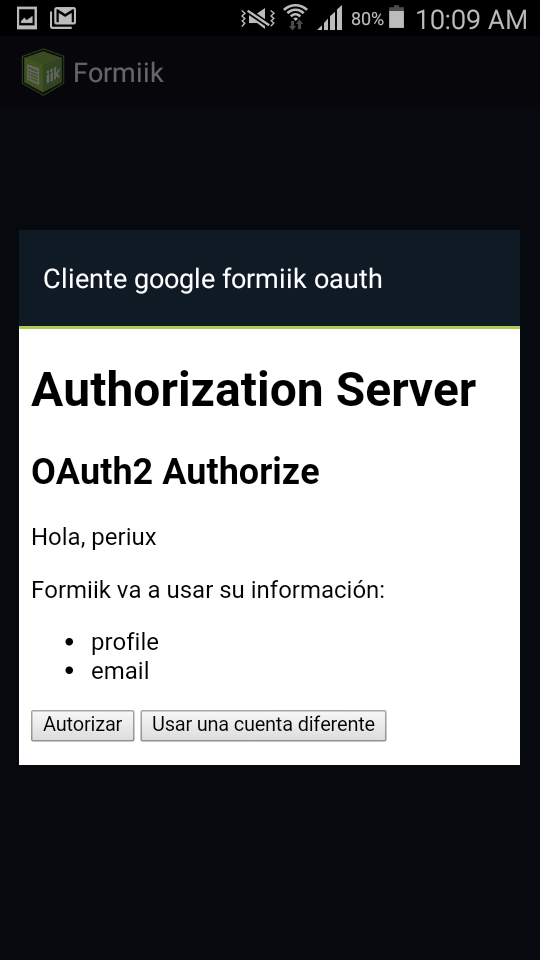 80% 10:09 AM
iik Formiik
Cliente google formiik oauth
Authorization Server
OAuth2 Authorize
Hola, periux
Formiik va a usar su información:
• profile
• email
Autorizar Usar una cuenta diferente